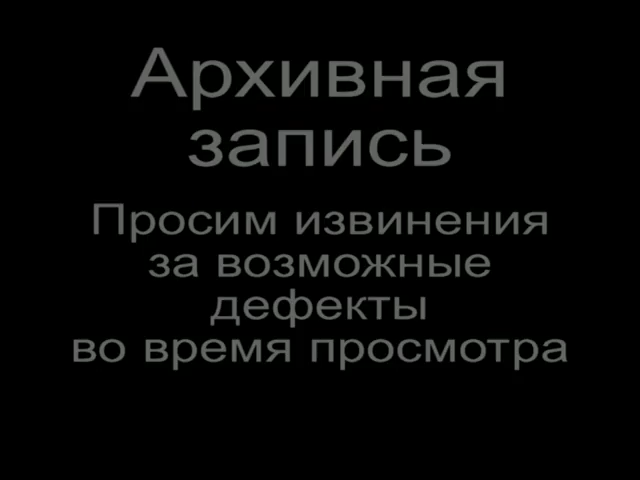 Архивная
запись
Просим извинения
за возможные
дефекты
во время просмотра